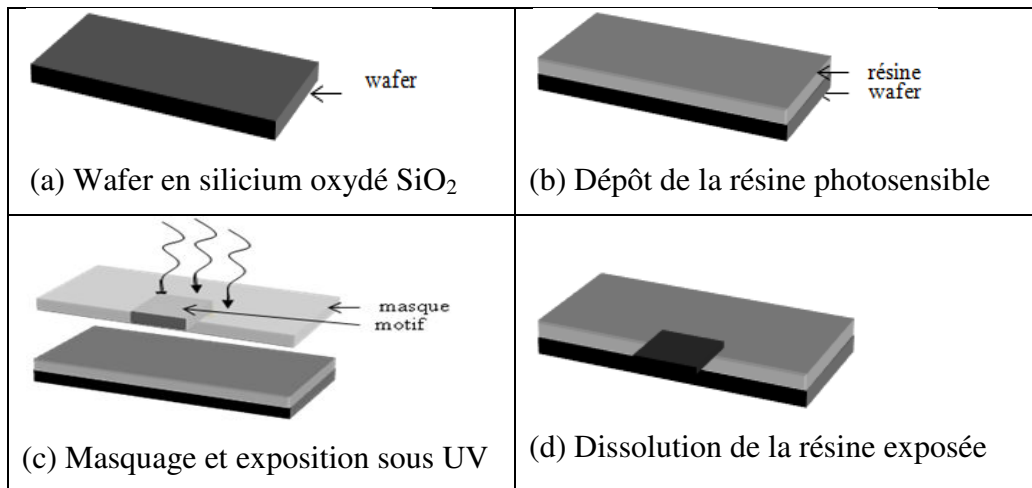 wafer
(a) Wafer en silicium oxydé SiO₂
résine
wafer
(b) Dépôt de la résine photosensible
masque
motif
(c) Masquage et exposition sous UV
(d) Dissolution de la résine exposée